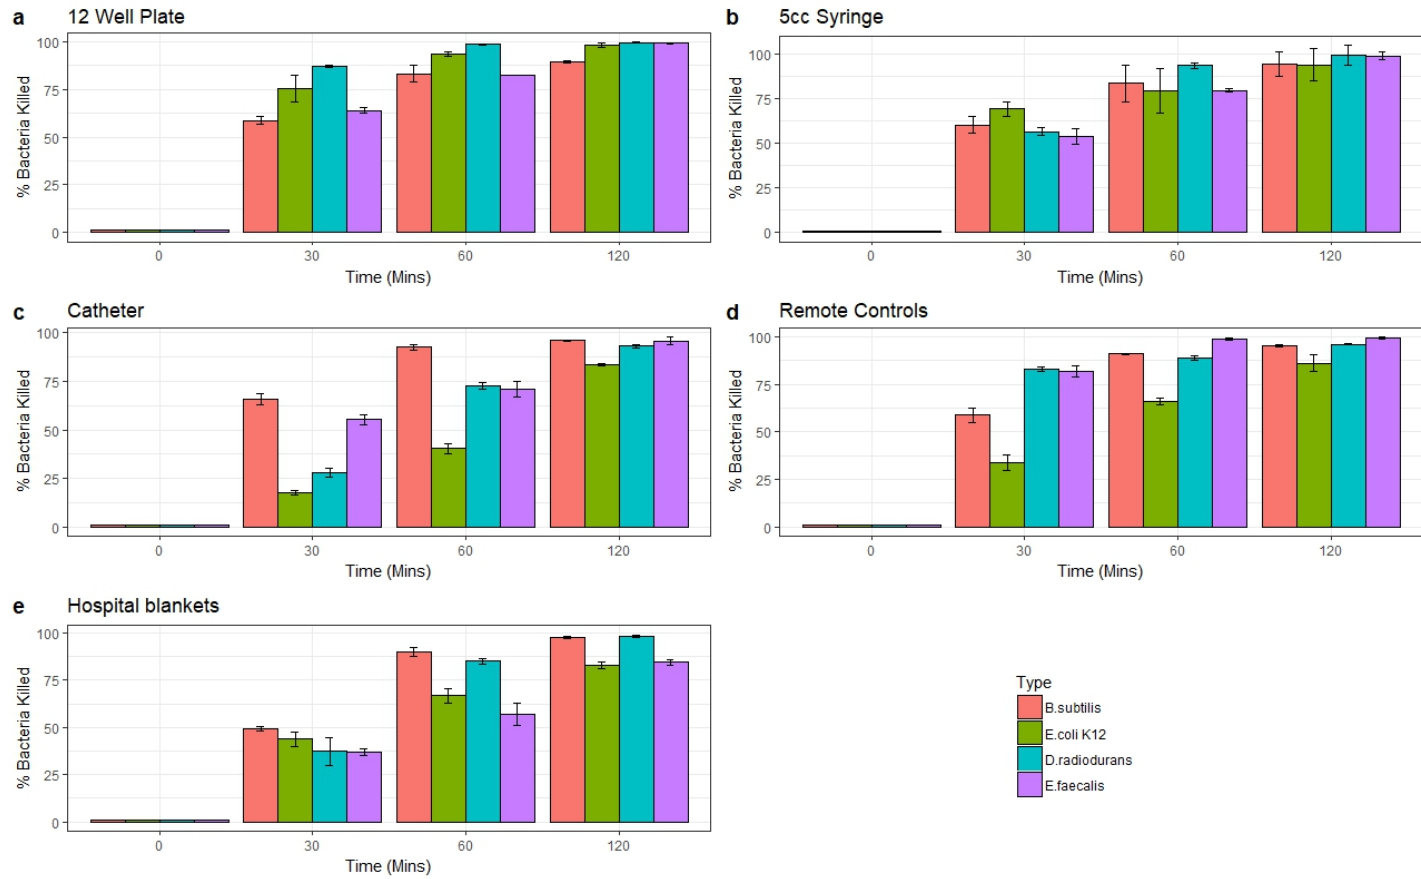 a 12 Well Plate
% Bacteria Killed
100
75
50
25
0
0 30 60 120
Time (Mins)
b 5cc Syringe
% Bacteria Killed
100
75
50
25
0
0 30 60 120
Time (Mins)
c Catheter
% Bacteria Killed
100
75
50
25
0
0 30 60 120
Time (Mins)
d Remote Controls
% Bacteria Killed
100
75
50
25
0
0 30 60 120
Time (Mins)
e Hospital blankets
% Bacteria Killed
100
75
50
25
0
0 30 60 120
Time (Mins)
Type
B.subtilis
E.coli K12
D.radiodurans
E.faecalis